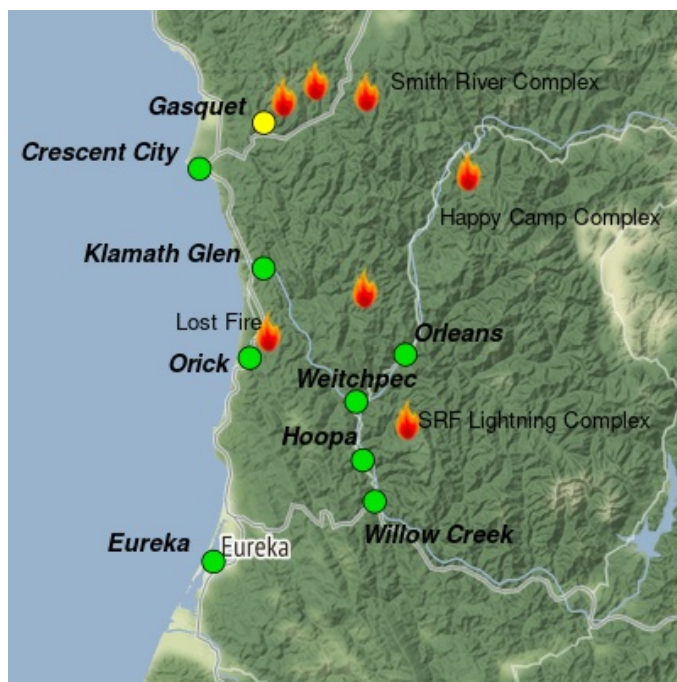 Smith River Complex
Gasquet
Crescent City
Happy Camp Complex
Klamath Glen
Lost Fire
Orleans
Orick
Weitchpec
SRF Lightning Complex
Hoopa
Willow Creek
Eureka
Eureka